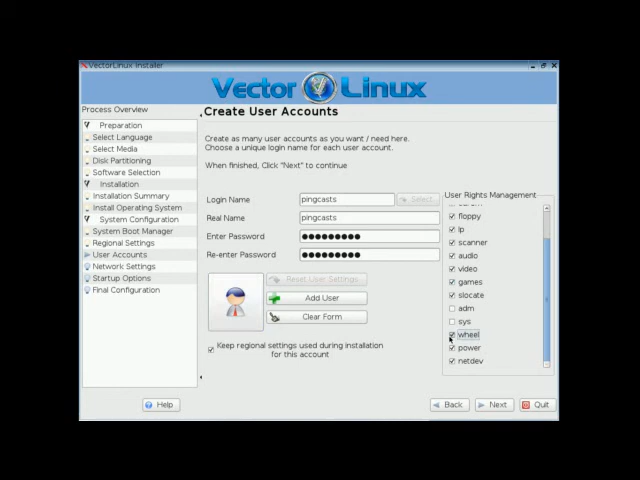 VectorLinux Installer
Vector Linux
Process Overview
Preparation
Select Language
Select Media
Disk Partitioning
Software Selection
Installation
Installation Summary
Install Operating System
System Configuration
System Boot Manager
Regional Settings
User Accounts
Network Settings
Startup Options
Final Configuration
Create User Accounts
Create as many user accounts as you want / need here.
Choose a unique login name for each user account.
When finished, Click "Next" to continue
Login Name pingcasts Select
Real Name pingcasts
Enter Password ●●●●●●●●●
Re-enter Password ●●●●●●●●●
Reset User Settings
Add User
Clear Form
Keep regional settings used during installation
for this account
User Rights Management
floppy
lp
scanner
audio
video
games
slocate
adm
sys
wheel
power
netdev
Help
Back
Next
Quit